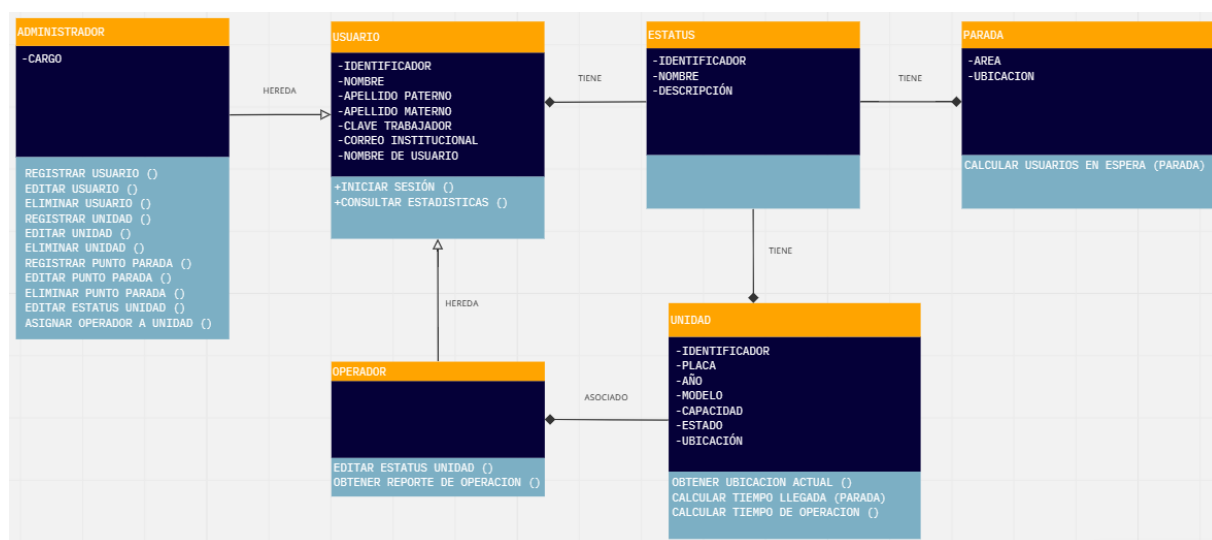 ADMINISTRADOR
-CARGO
REGISTRAR USUARIO ()
EDITAR USUARIO ()
ELIMINAR USUARIO ()
REGISTRAR UNIDAD ()
EDITAR UNIDAD ()
ELIMINAR UNIDAD ()
REGISTRAR PUNTO PARADA ()
EDITAR PUNTO PARADA ()
ELIMINAR PUNTO PARADA ()
EDITAR ESTATUS UNIDAD ()
ASIGNAR OPERADOR A UNIDAD ()
HEREDA
USUARIO
-IDENTIFICADOR
-NOMBRE
-APELLIDO PATERNO
-APELLIDO MATERNO
-CLAVE TRABAJADOR
-CORREO INSTITUCIONAL
-NOMBRE DE USUARIO
+INICIAR SESIÓN ()
+CONSULTAR ESTADISTICAS ()
TIENE
ESTATUS
-IDENTIFICADOR
-NOMBRE
-DESCRIPCIÓN
TIENE
PARADA
-AREA
-UBICACION
CALCULAR USUARIOS EN ESPERA (PARADA)
HEREDA
TIENE
OPERADOR
EDITAR ESTATUS UNIDAD ()
OBTENER REPORTE DE OPERACION ()
ASOCIADO
UNIDAD
-IDENTIFICADOR
-PLACA
-AÑO
-MODELO
-CAPACIDAD
-ESTADO
-UBICACIÓN
OBTENER UBICACION ACTUAL ()
CALCULAR TIEMPO LLEGADA (PARADA)
CALCULAR TIEMPO DE OPERACION ()